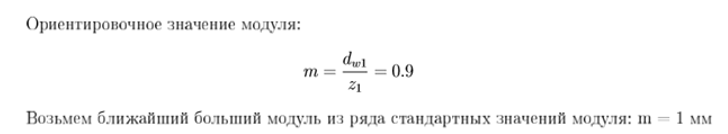 Ориентировочное значение модуля:
m = d_{w1} / z_1 = 0.9
Возьмем ближайший больший модуль из ряда стандартных значений модуля: m = 1 мм